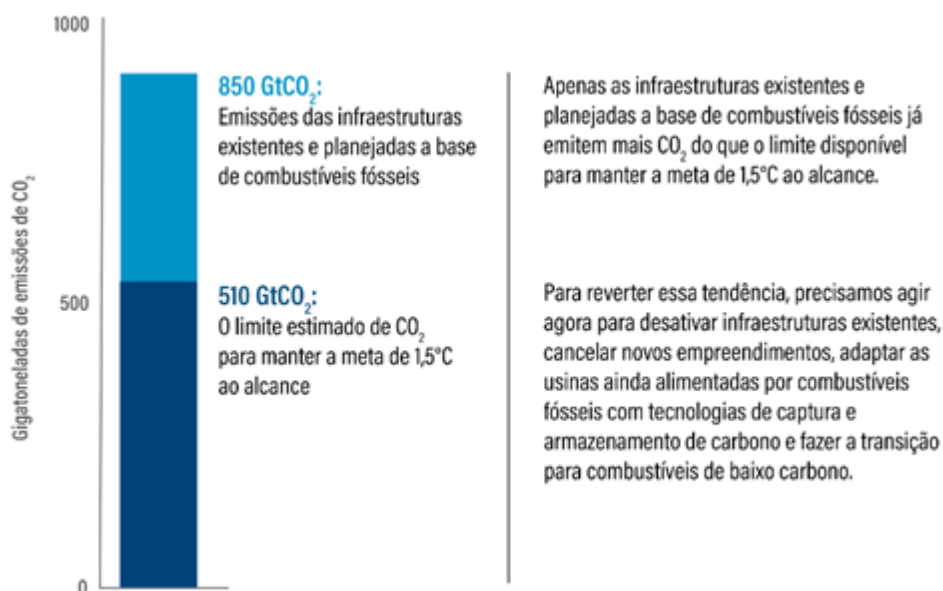 1000
500
0
Gigatoneladas de emissões de CO₂
850 GtCO₂:
Emissões das infraestruturas
existentes e planejadas a base
de combustíveis fósseis
510 GtCO₂:
O limite estimado de CO₂
para manter a meta de 1,5°C
ao alcance
Apenas as infraestruturas existentes e
planejadas a base de combustíveis fósseis já
emitem mais CO₂ do que o limite disponível
para manter a meta de 1,5°C ao alcance.
Para reverter essa tendência, precisamos agir
agora para desativar infraestruturas existentes,
cancelar novos empreendimentos, adaptar as
usinas ainda alimentadas por combustíveis
fósseis com tecnologias de captura e
armazenamento de carbono e fazer a transição
para combustíveis de baixo carbono.